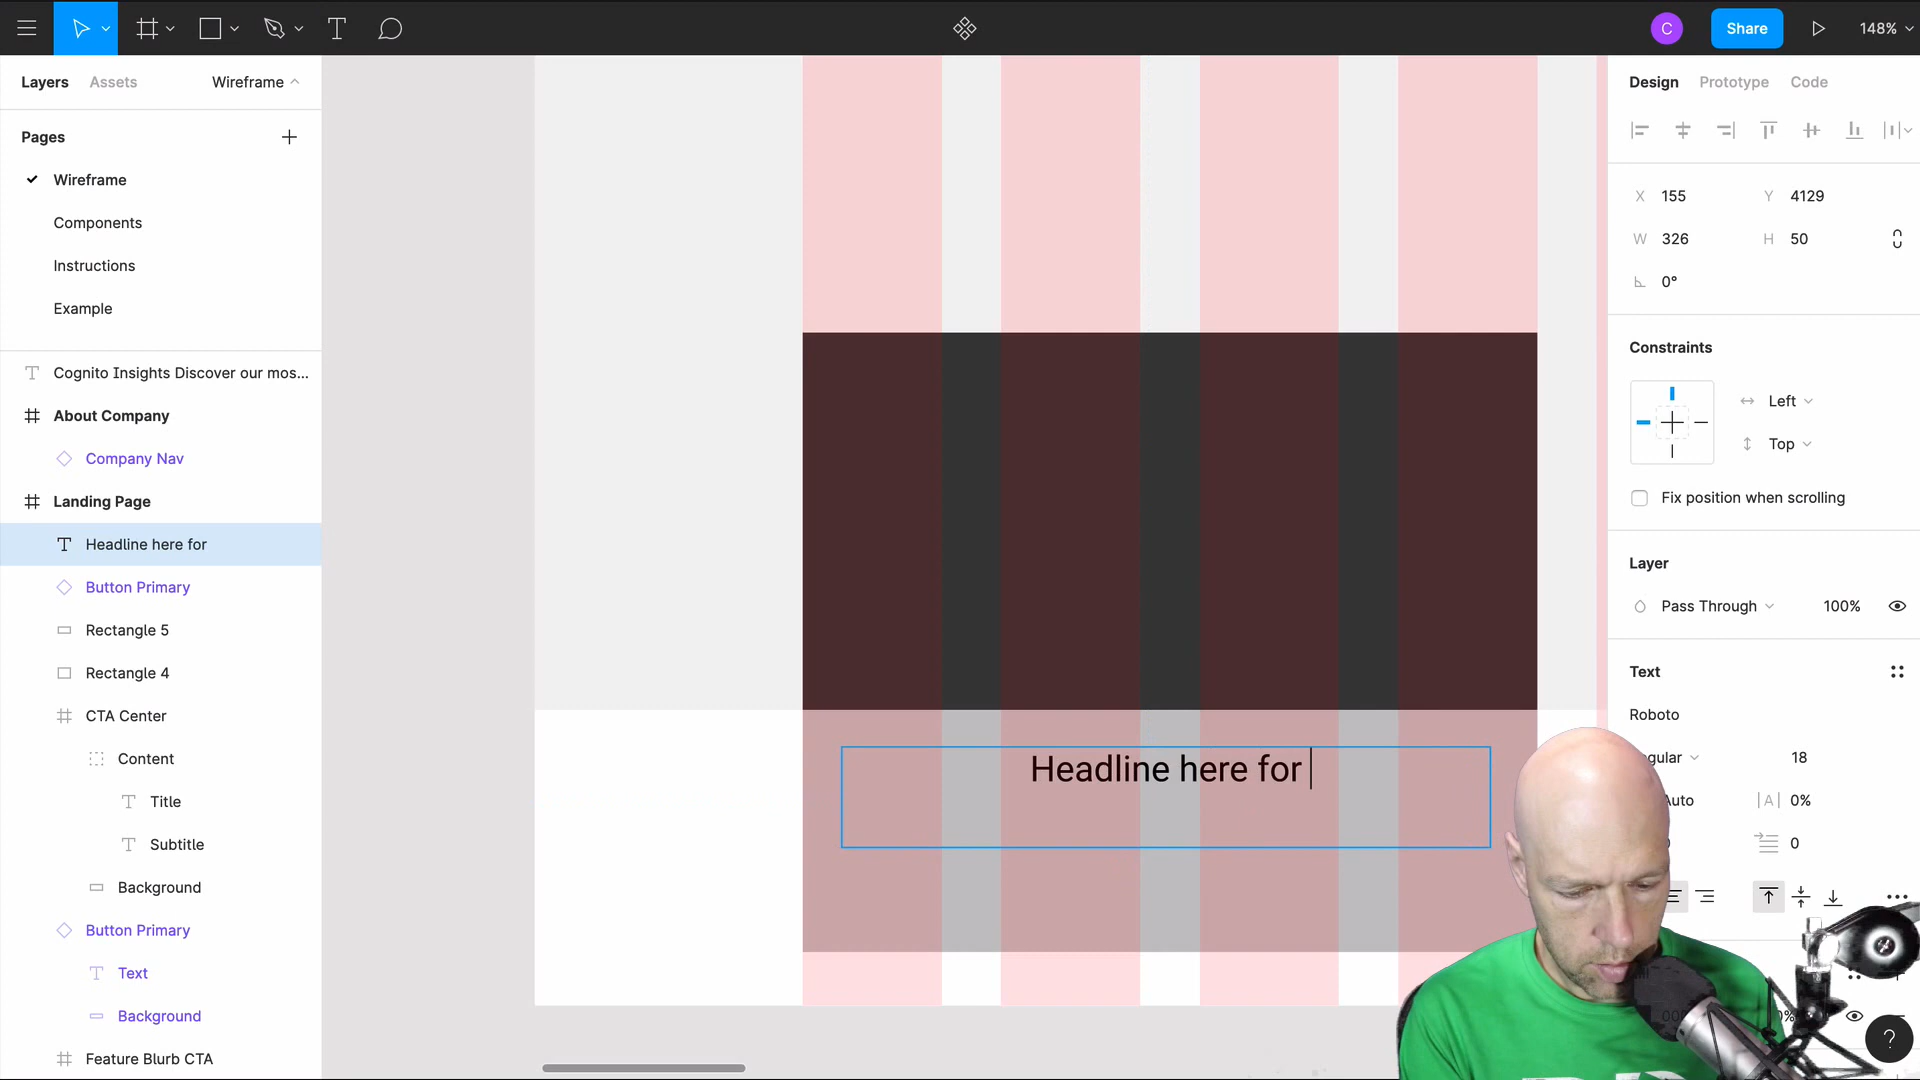 C
Share
148%
Layers
Assets
Wireframe
Design
Prototype
Code
Pages
Wireframe
Components
Instructions
Example
X 155
Y 4129
W 326
H 50
0°
Constraints
Left
Top
Fix position when scrolling
Cognito Insights Discover our mos...
About Company
Company Nav
Landing Page
Headline here for
Button Primary
Rectangle 5
Rectangle 4
CTA Center
Content
Title
Subtitle
Background
Button Primary
Text
Background
Feature Blurb CTA
Headline here for
Layer
Pass Through
100%
Text
Roboto
gular
18
Auto
|A| 0%
0
?